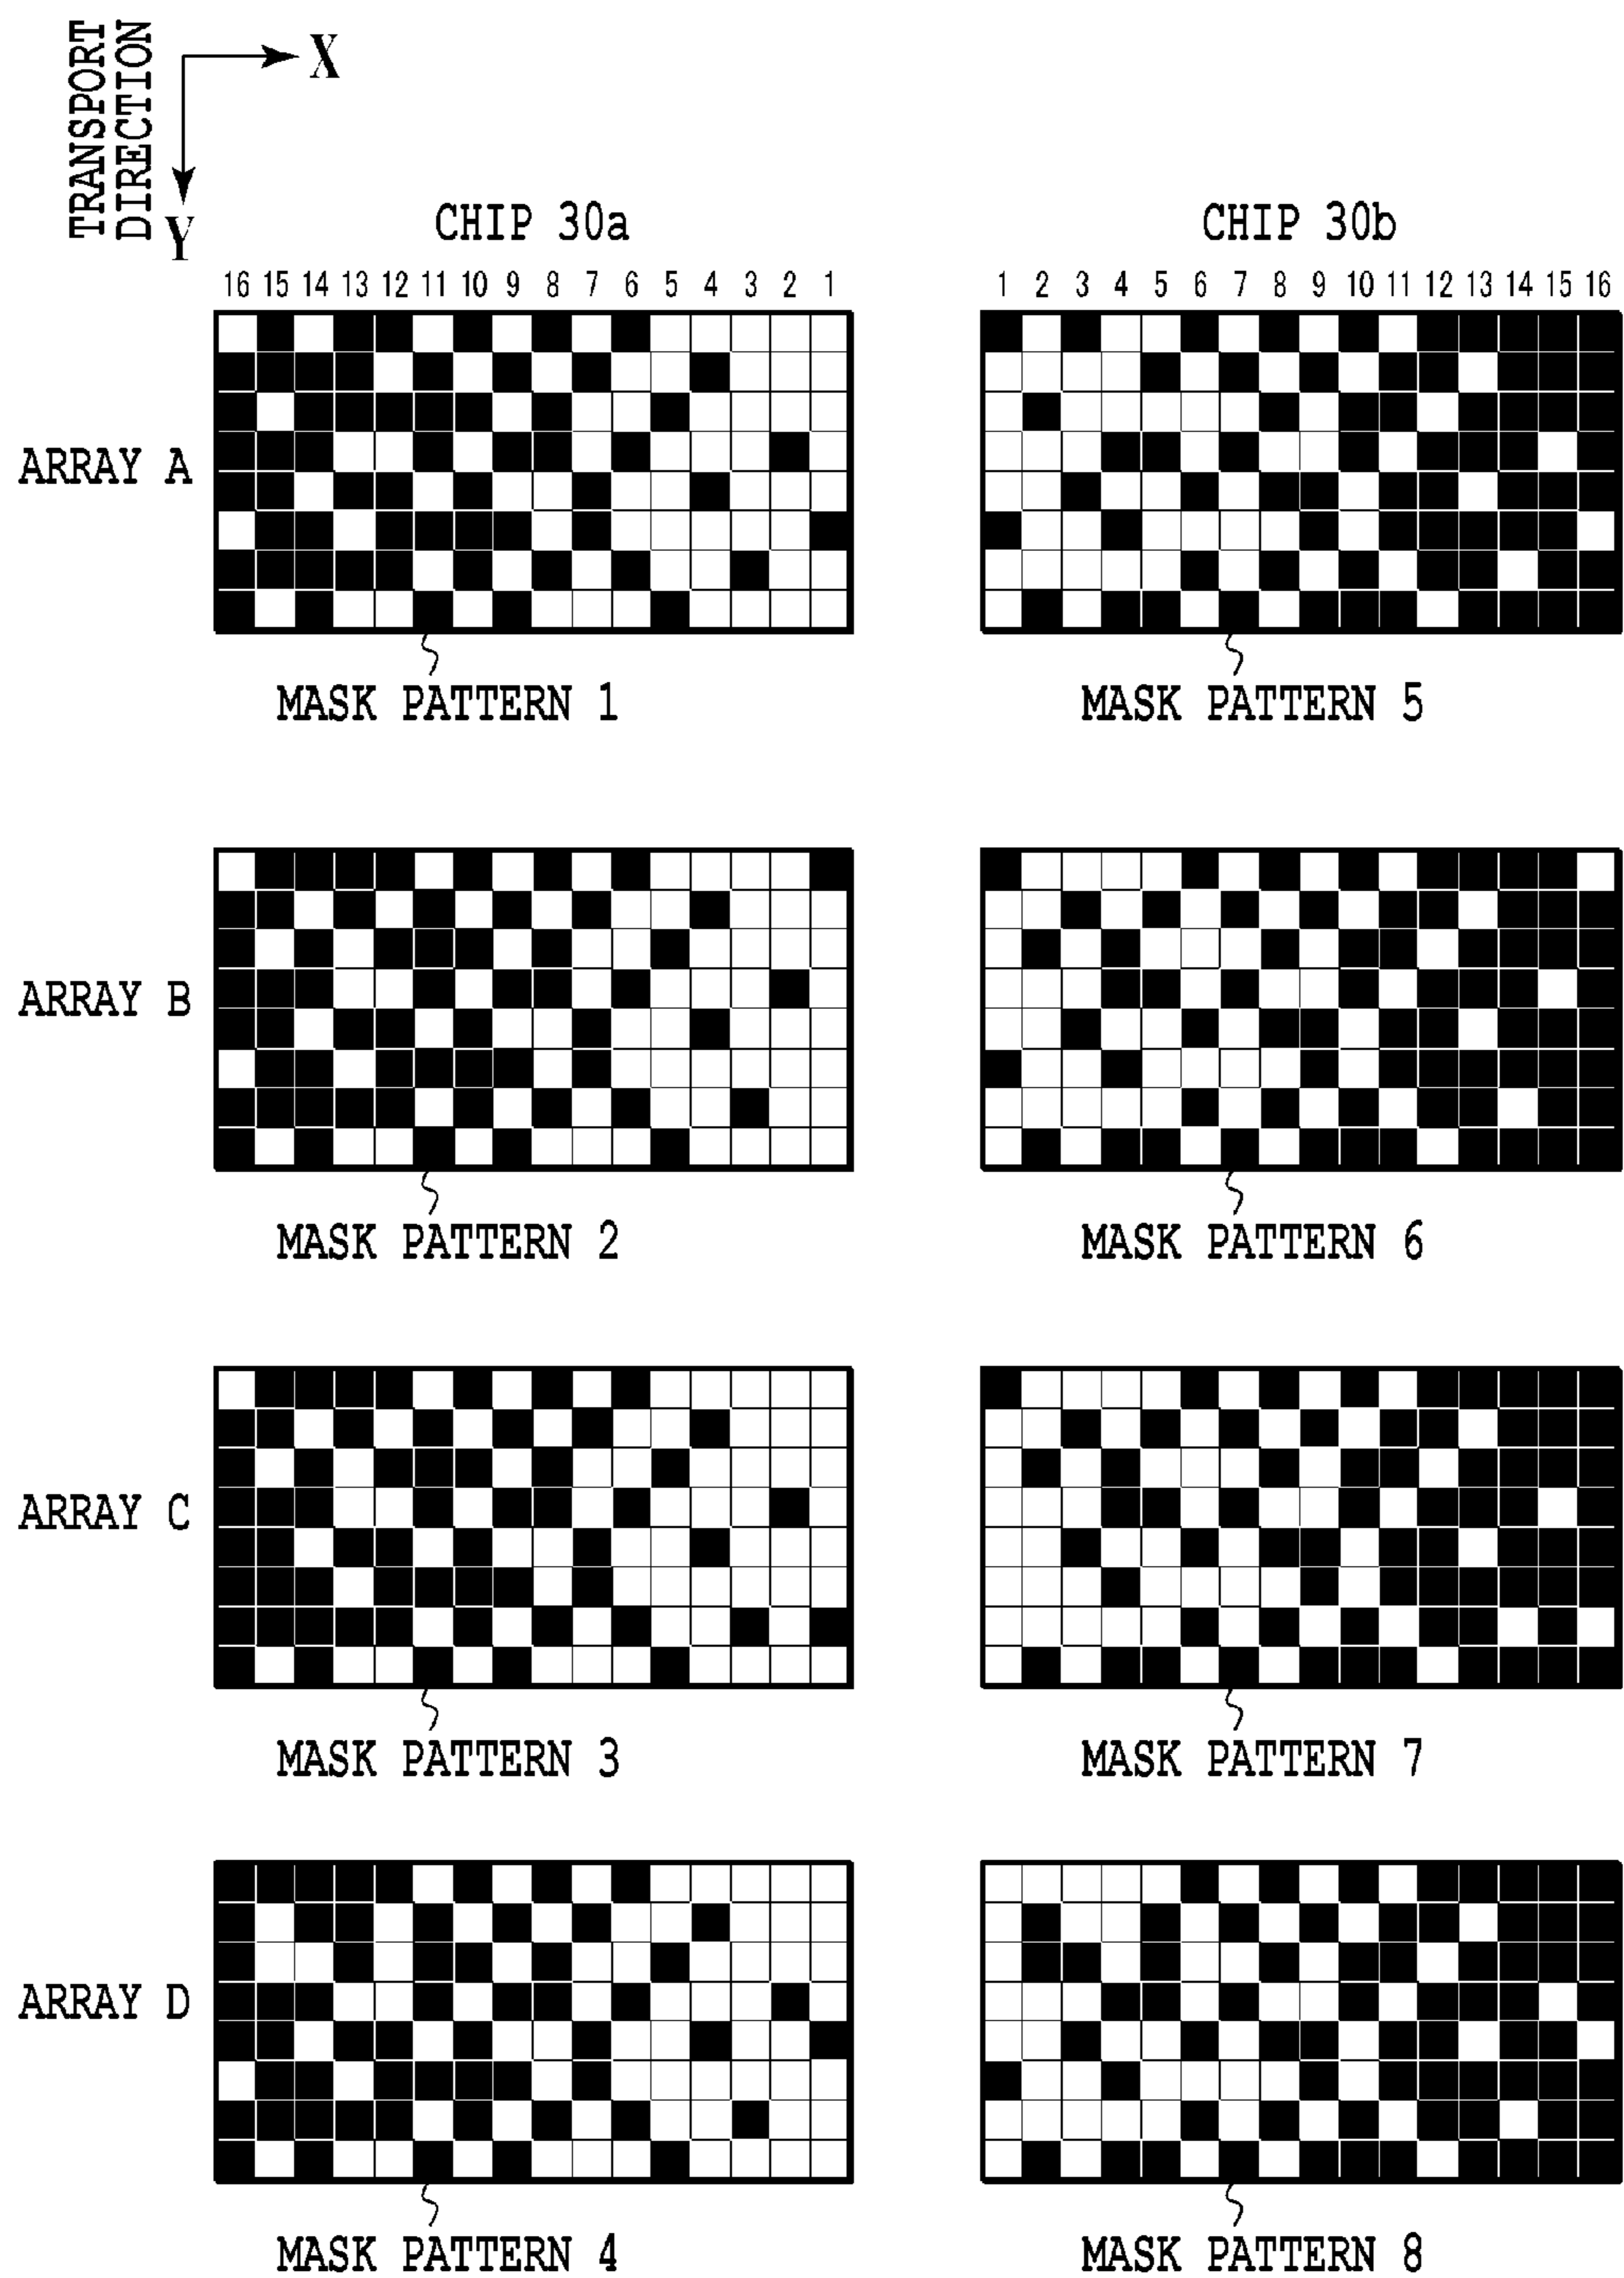 TRANSPORT
DIRECTION
X
Y
CHIP 30a
CHIP 30b
16 15 14 13 12 11 10 9 8 7 6 5 4 3 2 1
1 2 3 4 5 6 7 8 9 10 11 12 13 14 15 16
ARRAY A
MASK PATTERN 1
MASK PATTERN 5
ARRAY B
MASK PATTERN 2
MASK PATTERN 6
ARRAY C
MASK PATTERN 3
MASK PATTERN 7
ARRAY D
MASK PATTERN 4
MASK PATTERN 8